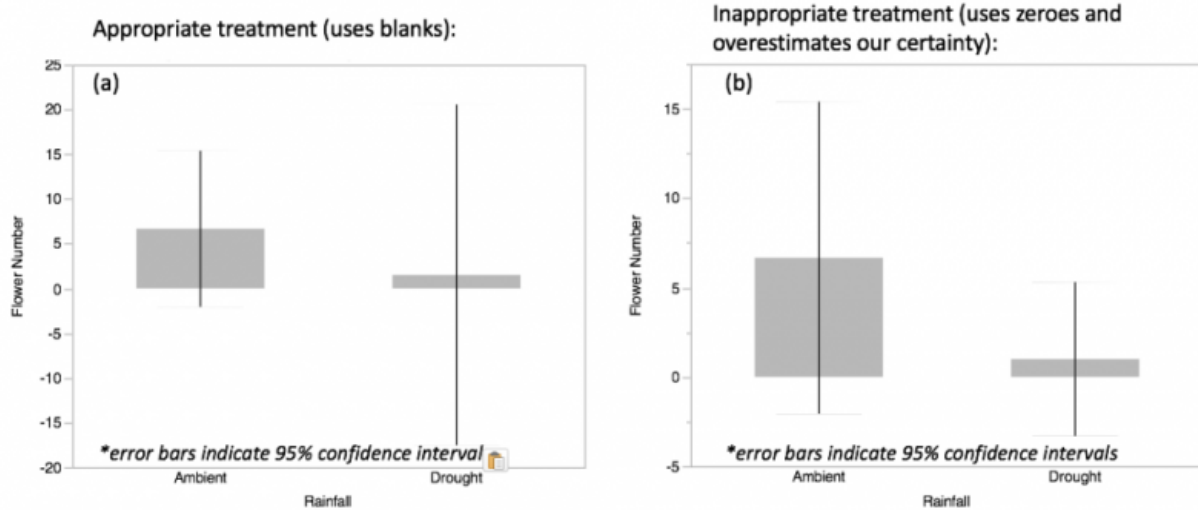 Appropriate treatment (uses blanks):
(a)
25
20
15
10
5
0
-5
-10
-15
-20
Flower Number
*error bars indicate 95% confidence interval
Ambient
Drought
Rainfall
Inappropriate treatment (uses zeroes and
overestimates our certainty):
(b)
15
10
5
0
-5
Flower Number
*error bars indicate 95% confidence intervals
Ambient
Drought
Rainfall